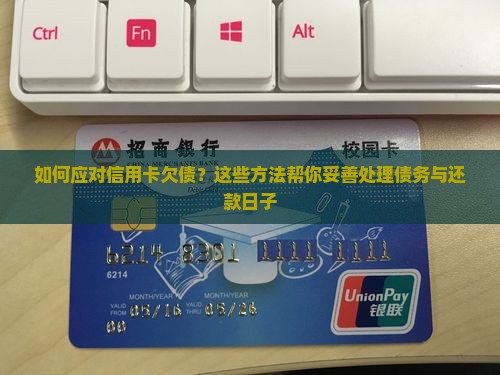 Ctrl
Fn
Alt
招商银行
CHINA MERCHANTS BANK
校园卡
如何应对信用卡欠债？这些方法帮你妥善处理债务与还
款日子
6214 8301 1111 1111
6214
MONTH/YEAR MONTH/YEAR
VALID FROM 05/16 VALID THRU 05/26
00
UnionPay
银联